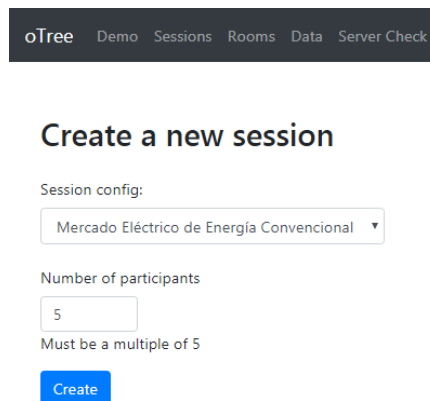 oTree Demo Sessions Rooms Data Server Check
Create a new session
Session config:
Mercado Eléctrico de Energía Convencional
Number of participants
5
Must be a multiple of 5
Create